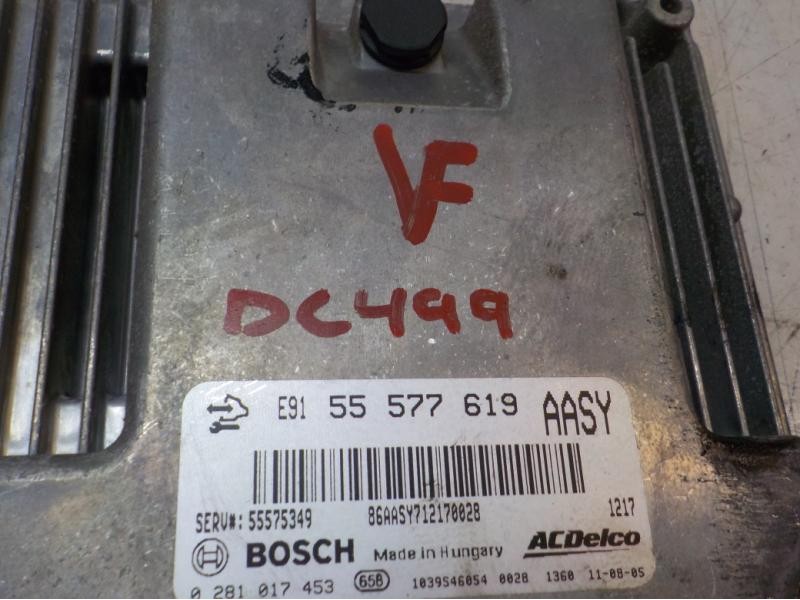 VF
DC499
E91 55 577 619 AASY
SERV#: 55575349 86AASY712170028 1217
BOSCH Made in Hungary ACDelco
0 281 017 453 65B 1039S46054 0028 1360 11-08-05